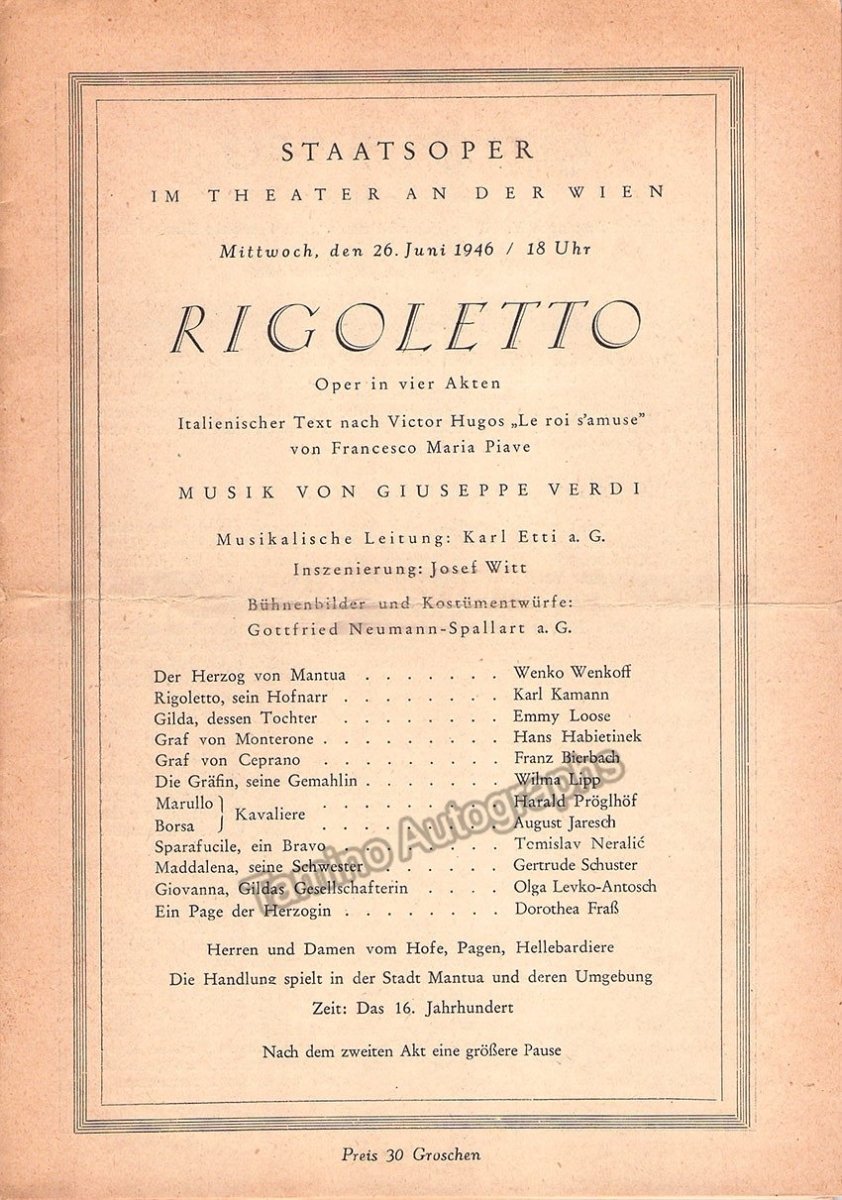 STAATSOPER
IM THEATER AN DER WIEN
Mittwoch, den 26. Juni 1946 / 18 Uhr
RIGOLETTO
Oper in vier Akten
Italienischer Text nach Victor Hugos „Le roi s'amuse”
von Francesco Maria Piave
MUSIK VON GIUSEPPE VERDI
Musikalische Leitung: Karl Etti a. G.
Inszenierung: Josef Witt
Bühnenbilder und Kostümentwürfe:
Gottfried Neumann-Spallart a. G.
Der Herzog von Mantua . . . . . . . Wenko Wenkoff
Rigoletto, sein Hofnarr . . . . . . . . Karl Kamann
Gilda, dessen Tochter . . . . . . . . Emmy Loose
Graf von Monterone . . . . . . . . . Hans Habietinek
Graf von Ceprano . . . . . . . . . Franz Bierbach
Die Gräfin, seine Gemahlin . . . . . . . Wilma Lipp
Marullo } Kavaliere . . . . . . . . . Harald Pröglhöf
Borsa . . . . . . . . . August Jaresch
Sparafucile, ein Bravo . . . . . . . . Tomislav Neralić
Maddalena, seine Schwester . . . . . . Gertrude Schuster
Giovanna, Gildas Gesellschafterin . . . . Olga Levko-Antosch
Ein Page der Herzogin . . . . . . . . Dorothea Fraß
Tamino Autographs
Herren und Damen vom Hofe, Pagen, Hellebardiere
Die Handlung spielt in der Stadt Mantua und deren Umgebung
Zeit: Das 16. Jahrhundert
Nach dem zweiten Akt eine größere Pause
Preis 30 Groschen